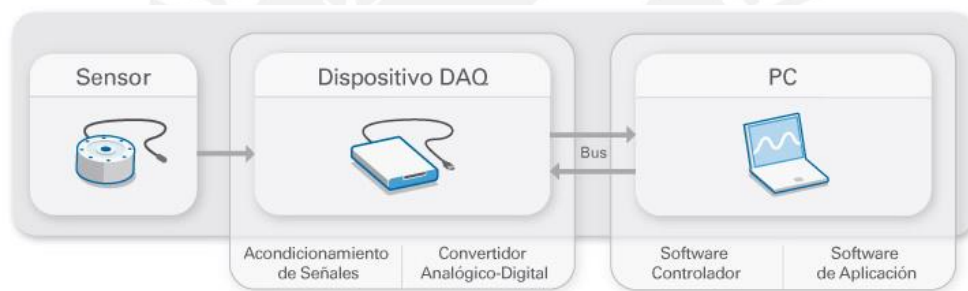 Sensor
Dispositivo DAQ
PC
Bus
Acondicionamiento
de Señales
Convertidor
Analógico-Digital
Software
Controlador
Software
de Aplicación